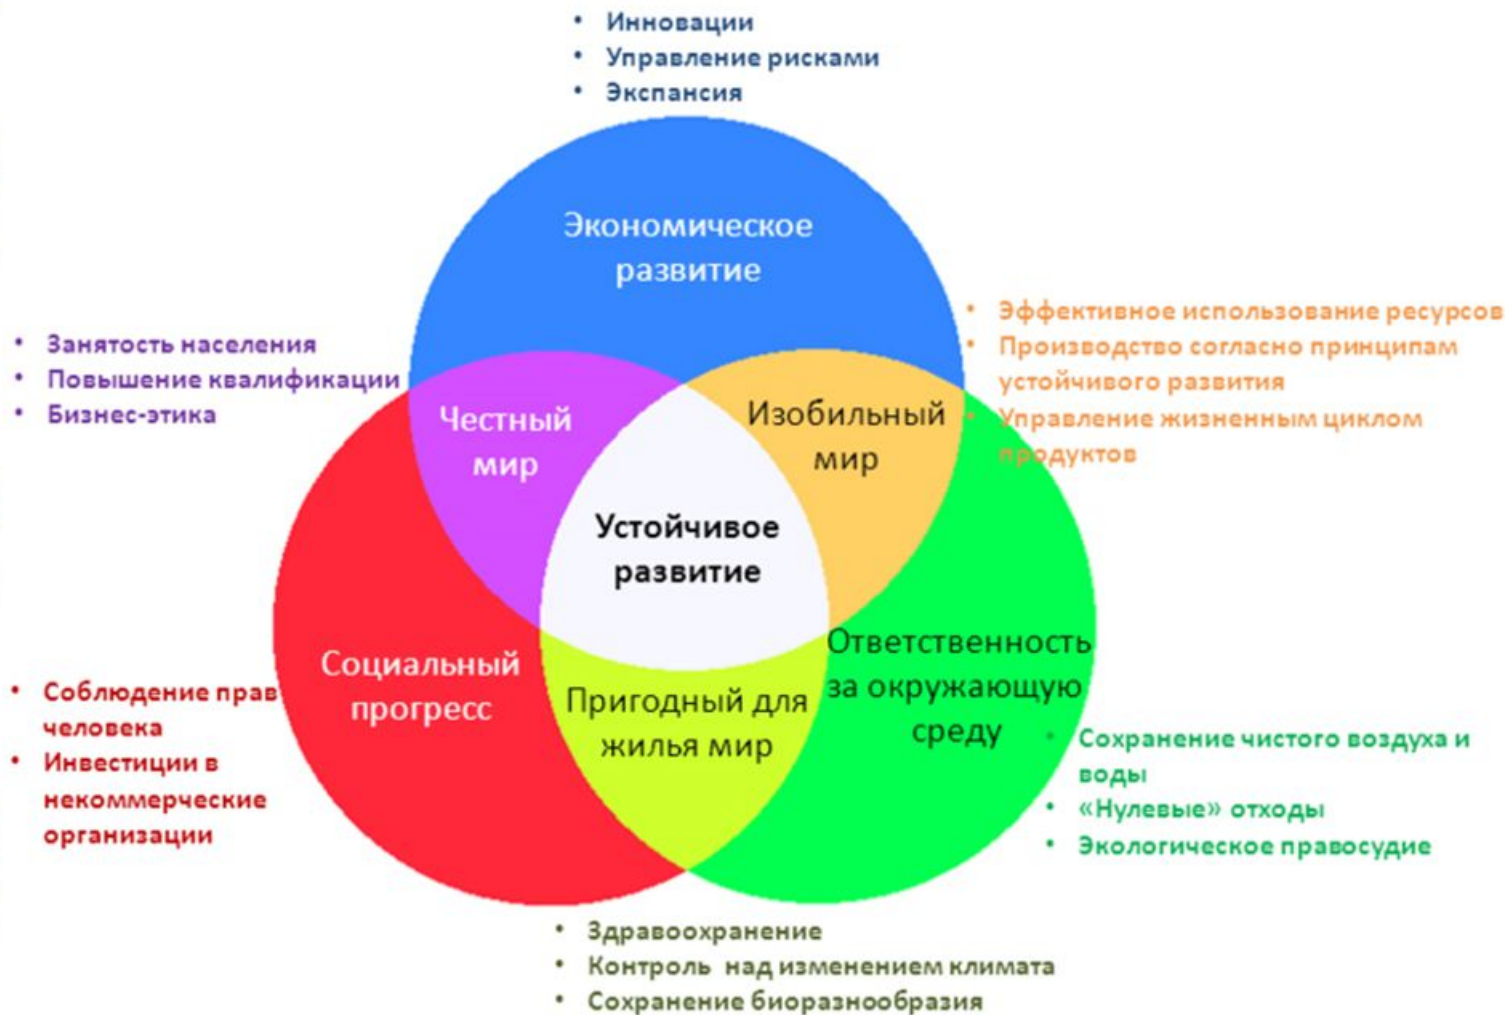 • Инновации
• Управление рисками
• Экспансия
Экономическое
развитие
• Занятость населения
• Повышение квалификации
• Бизнес-этика
• Эффективное использование ресурсов
• Производство согласно принципам
устойчивого развития
• Управление жизненным циклом
продуктов
Честный
мир
Изобильный
мир
Устойчивое
развитие
Социальный
прогресс
Пригодный для
жилья мир
Ответственность
за окружающую
среду
• Соблюдение прав
человека
• Инвестиции в
некоммерческие
организации
• Сохранение чистого воздуха и
воды
• «Нулевые» отходы
• Экологическое правосудие
• Здравоохранение
• Контроль над изменением климата
• Сохранение биоразнообразия